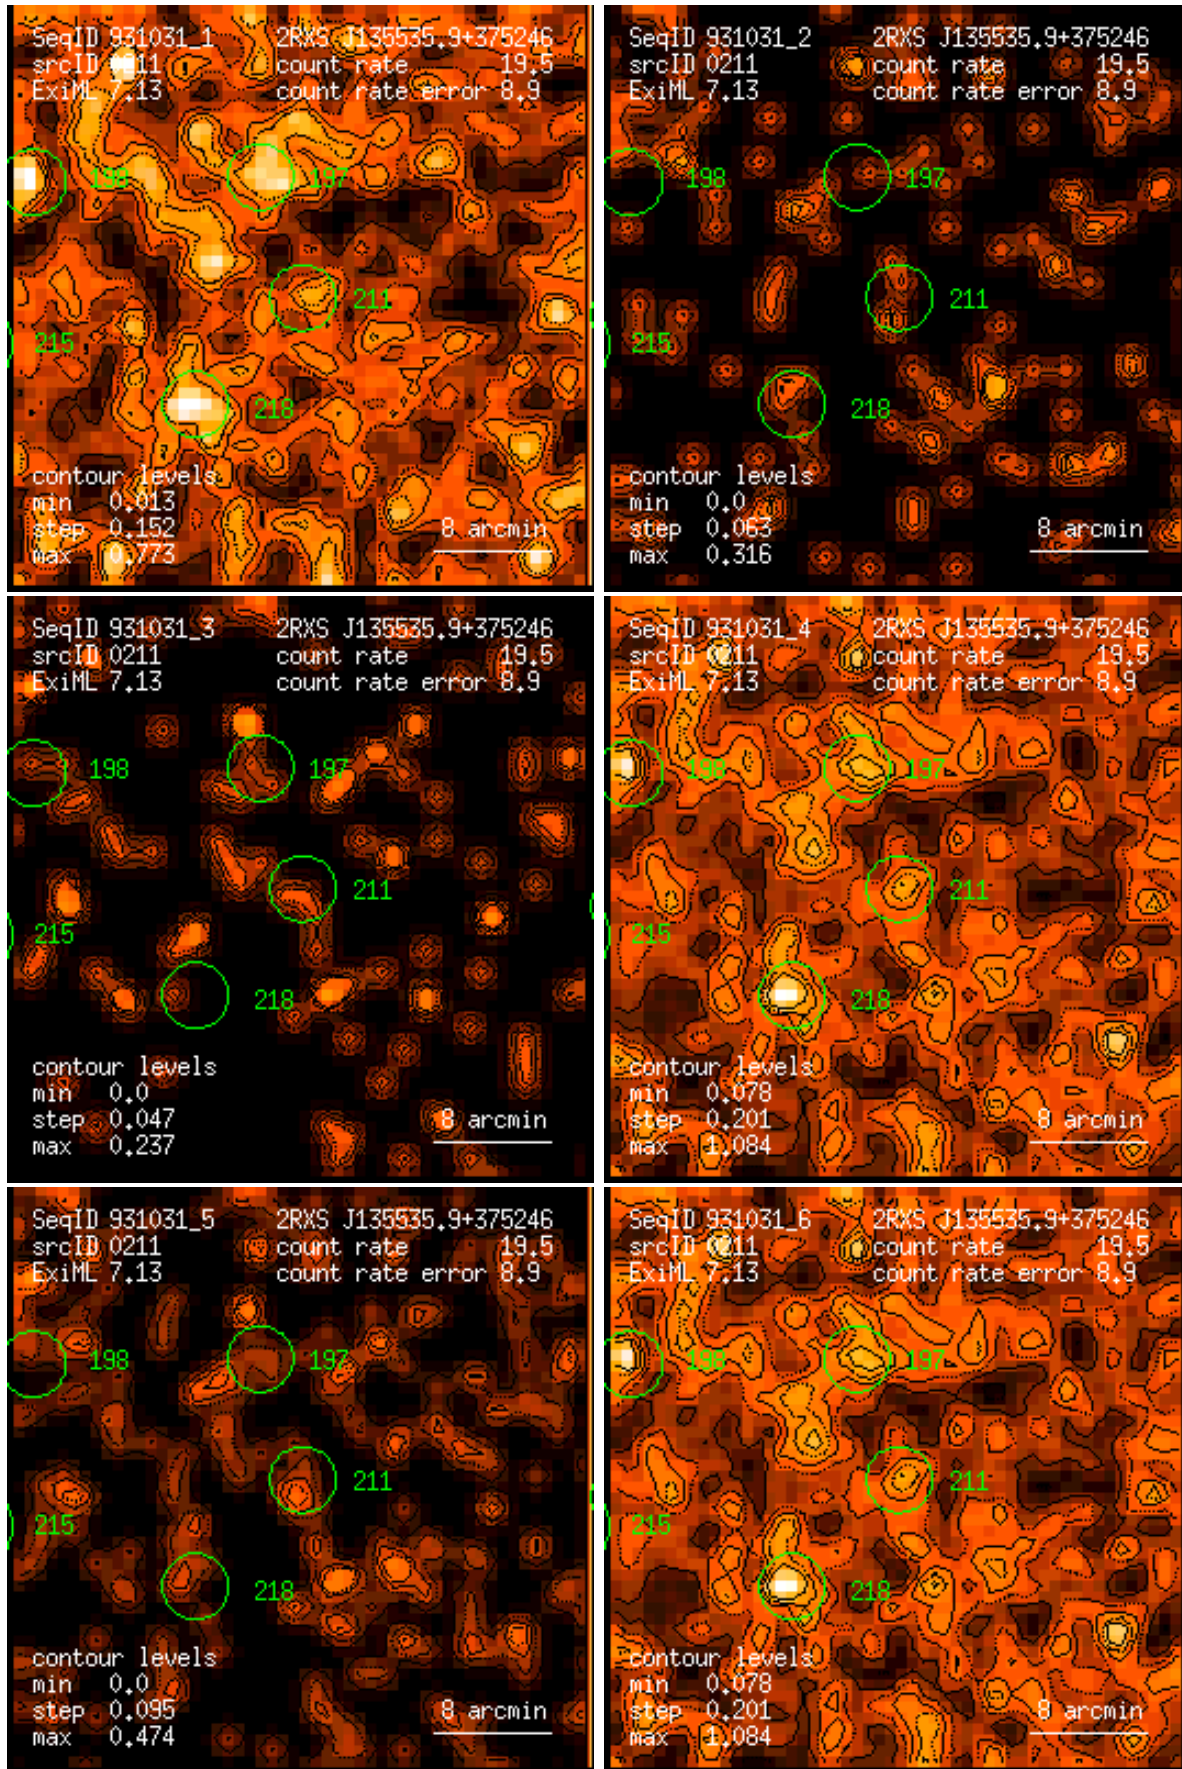 SeqID 931031_1 2RXS J135535.9+375246
srcID 0211 count rate 19.5
ExiML 7.13 count rate error 8.9
198 197
211
215
218
contour levels
min 0.013
step 0.152 8 arcmin
max 0.773
SeqID 931031_2 2RXS J135535.9+375246
srcID 0211 count rate 19.5
ExiML 7.13 count rate error 8.9
198 197
211
215
218
contour levels
min 0.0
step 0.063 8 arcmin
max 0.316
SeqID 931031_3 2RXS J135535.9+375246
srcID 0211 count rate 19.5
ExiML 7.13 count rate error 8.9
198 197
211
215
218
contour levels
min 0.0
step 0.047 8 arcmin
max 0.237
SeqID 931031_4 2RXS J135535.9+375246
srcID 0211 count rate 19.5
ExiML 7.13 count rate error 8.9
198 197
211
215
218
contour levels
min 0.078
step 0.201 8 arcmin
max 1.084
SeqID 931031_5 2RXS J135535.9+375246
srcID 0211 count rate 19.5
ExiML 7.13 count rate error 8.9
198 197
211
215
218
contour levels
min 0.0
step 0.095 8 arcmin
max 0.474
SeqID 931031_6 2RXS J135535.9+375246
srcID 0211 count rate 19.5
ExiML 7.13 count rate error 8.9
198 197
211
215
218
contour levels
min 0.078
step 0.201 8 arcmin
max 1.084